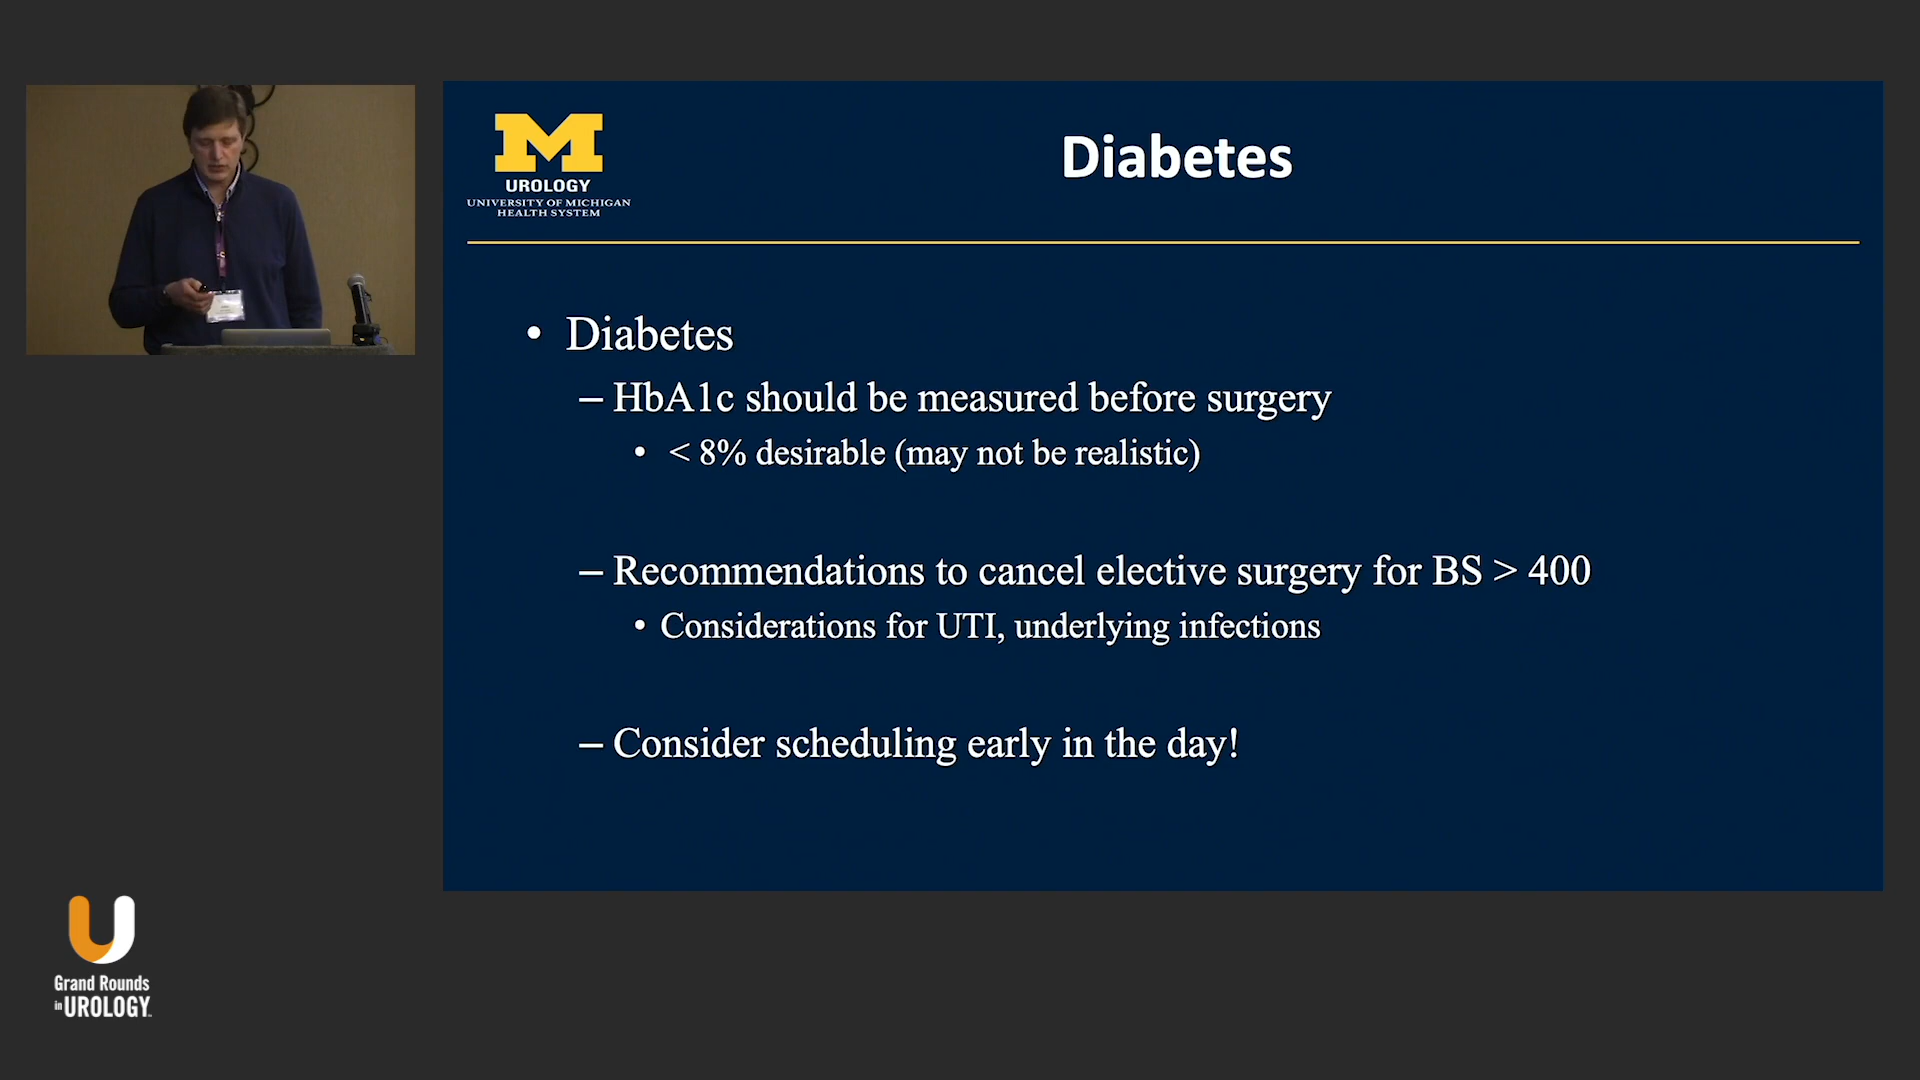 M
UROLOGY
UNIVERSITY OF MICHIGAN
HEALTH SYSTEM
Diabetes
• Diabetes
– HbA1c should be measured before surgery
• < 8% desirable (may not be realistic)
– Recommendations to cancel elective surgery for BS > 400
• Considerations for UTI, underlying infections
– Consider scheduling early in the day!
U
Grand Rounds
in UROLOGY